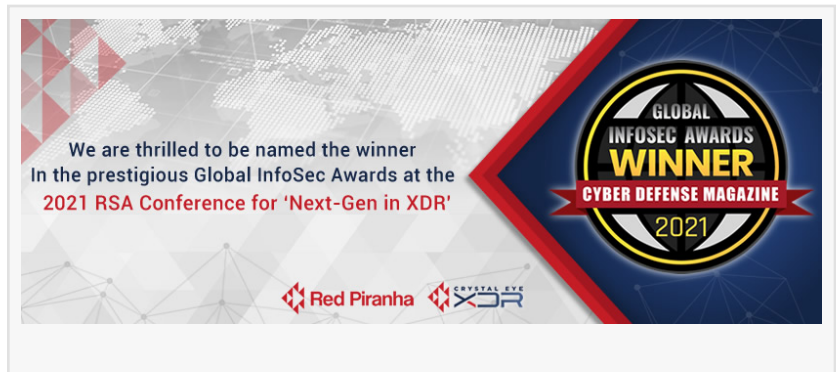 We are thrilled to be named the winner
In the prestigious Global InfoSec Awards at the
2021 RSA Conference for ‘Next-Gen in XDR’
Red Piranha
CRYSTAL EYE
XDR
GLOBAL
INFOSEC AWARDS
WINNER
CYBER DEFENSE MAGAZINE
2021